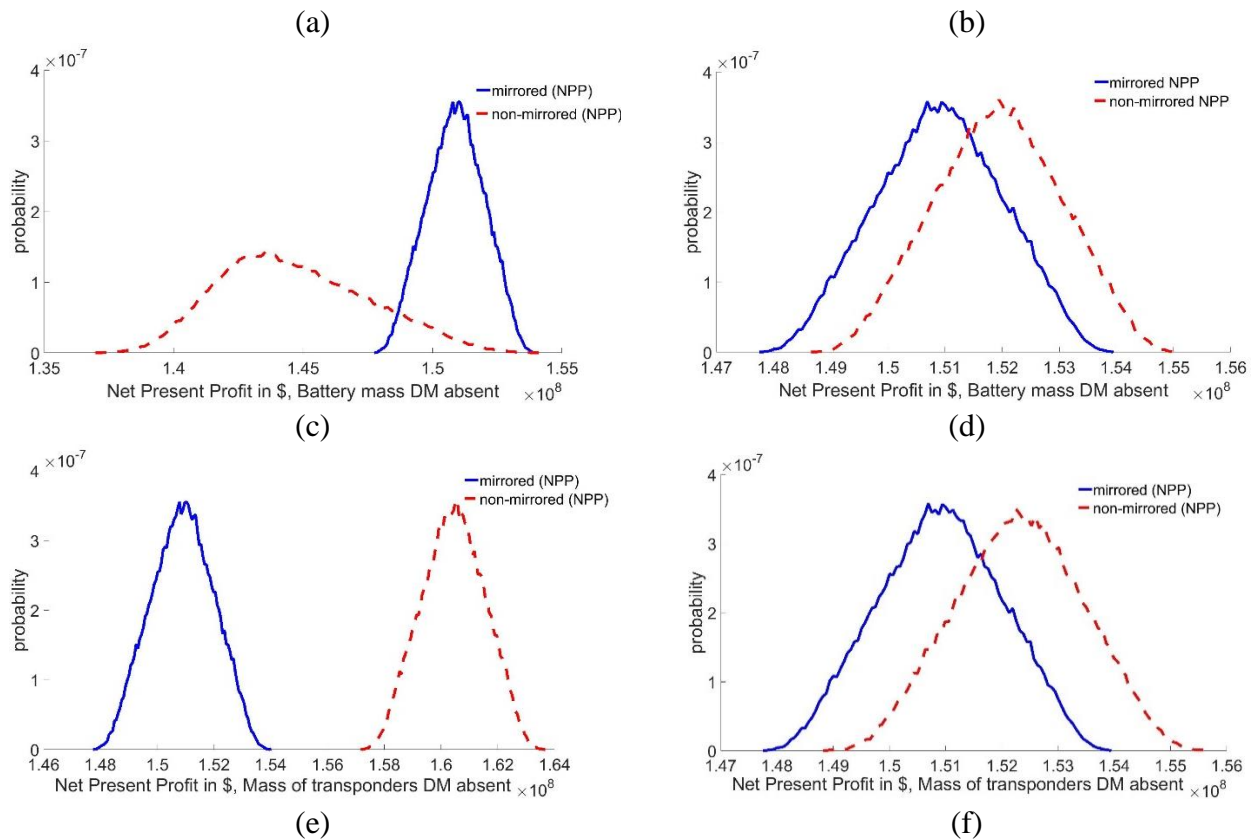 (a)
(b)
×10⁻⁷
4
3
2
1
0
probability
mirrored (NPP)
non-mirrored (NPP)
1.35 1.4 1.45 1.5 1.55
Net Present Profit in $, Battery mass DM absent ×10⁸
×10⁻⁷
4
3
2
1
0
probability
mirrored NPP
non-mirrored NPP
1.47 1.48 1.49 1.5 1.51 1.52 1.53 1.54 1.55 1.56
Net Present Profit in $, Battery mass DM absent ×10⁸
(c)
(d)
×10⁻⁷
4
3
2
1
0
probability
mirrored (NPP)
non-mirrored (NPP)
1.46 1.48 1.5 1.52 1.54 1.56 1.58 1.6 1.62 1.64
Net Present Profit in $, Mass of transponders DM absent ×10⁸
×10⁻⁷
4
3
2
1
0
probability
mirrored (NPP)
non-mirrored (NPP)
1.47 1.48 1.49 1.5 1.51 1.52 1.53 1.54 1.55 1.56
Net Present Profit in $, Mass of transponders DM absent ×10⁸
(e)
(f)